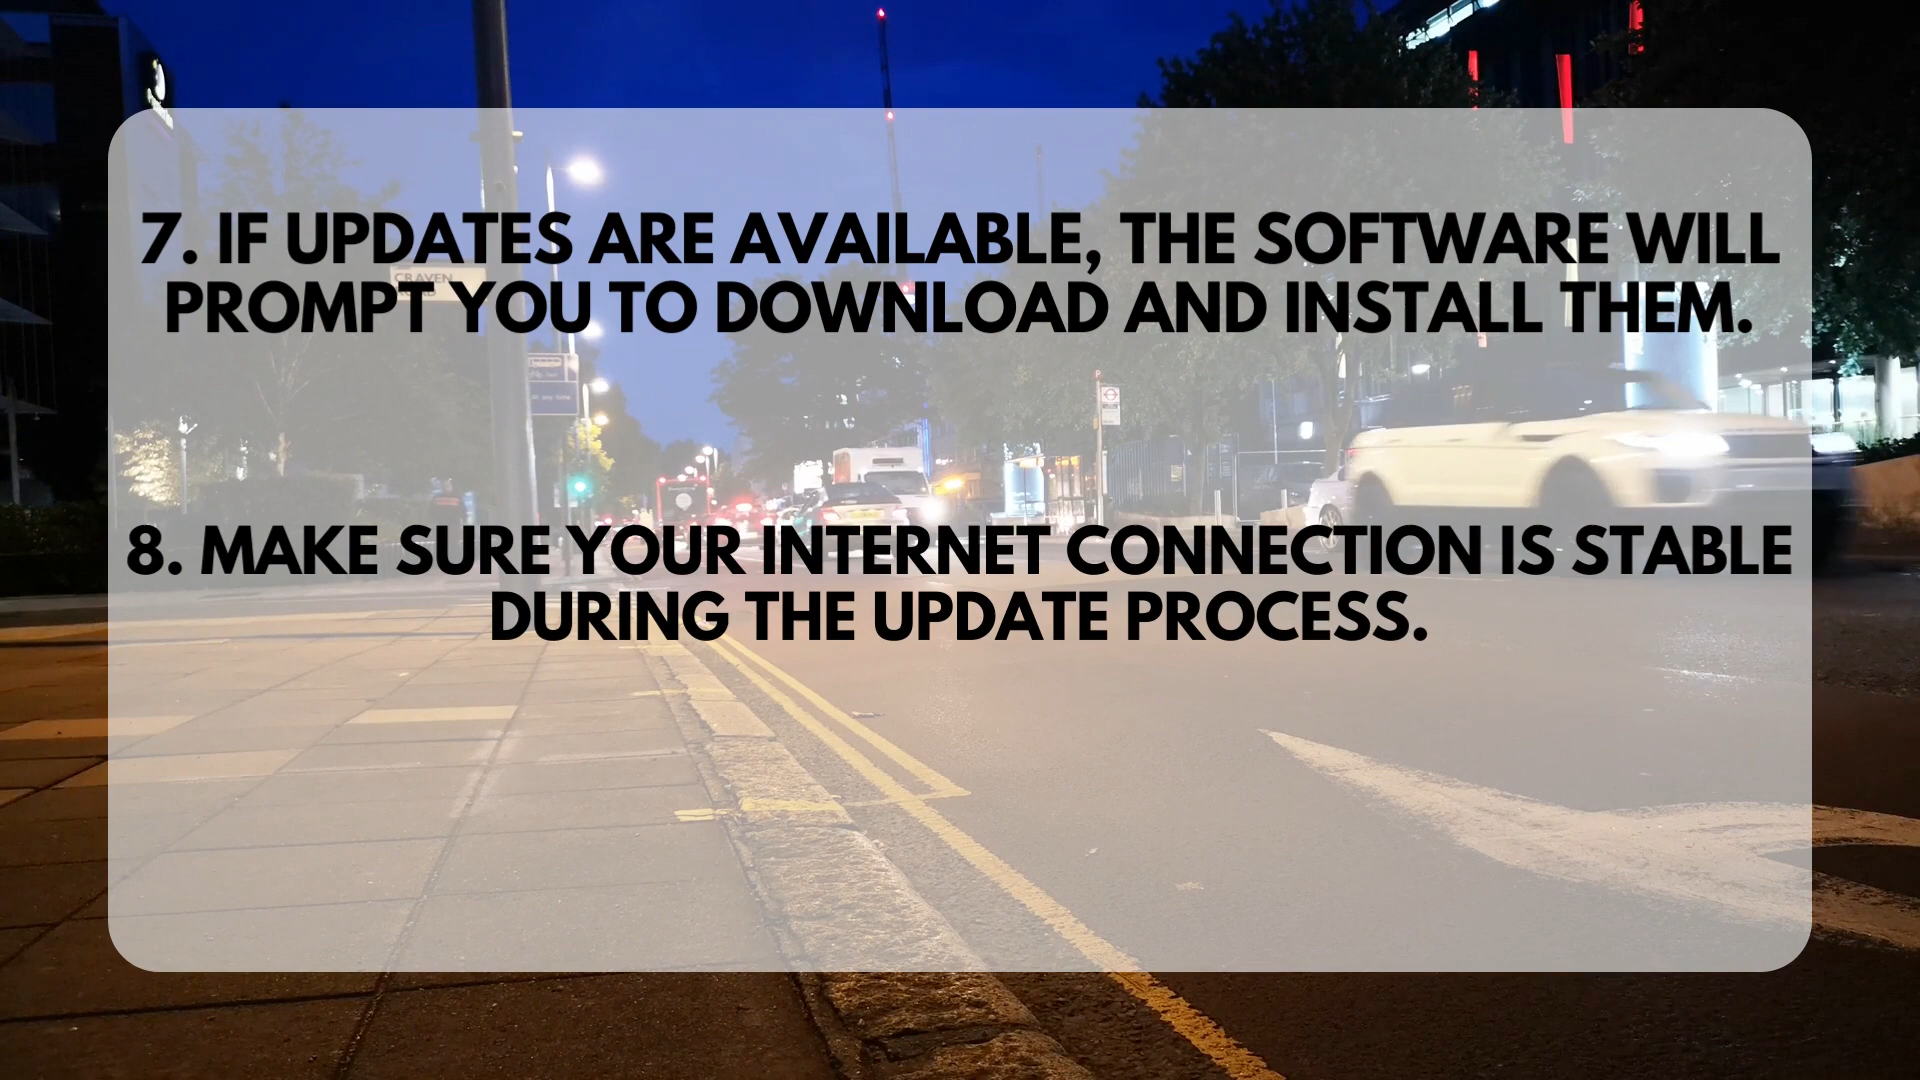 7. IF UPDATES ARE AVAILABLE, THE SOFTWARE WILL
PROMPT YOU TO DOWNLOAD AND INSTALL THEM.
CRAVEN
8. MAKE SURE YOUR INTERNET CONNECTION IS STABLE
DURING THE UPDATE PROCESS.